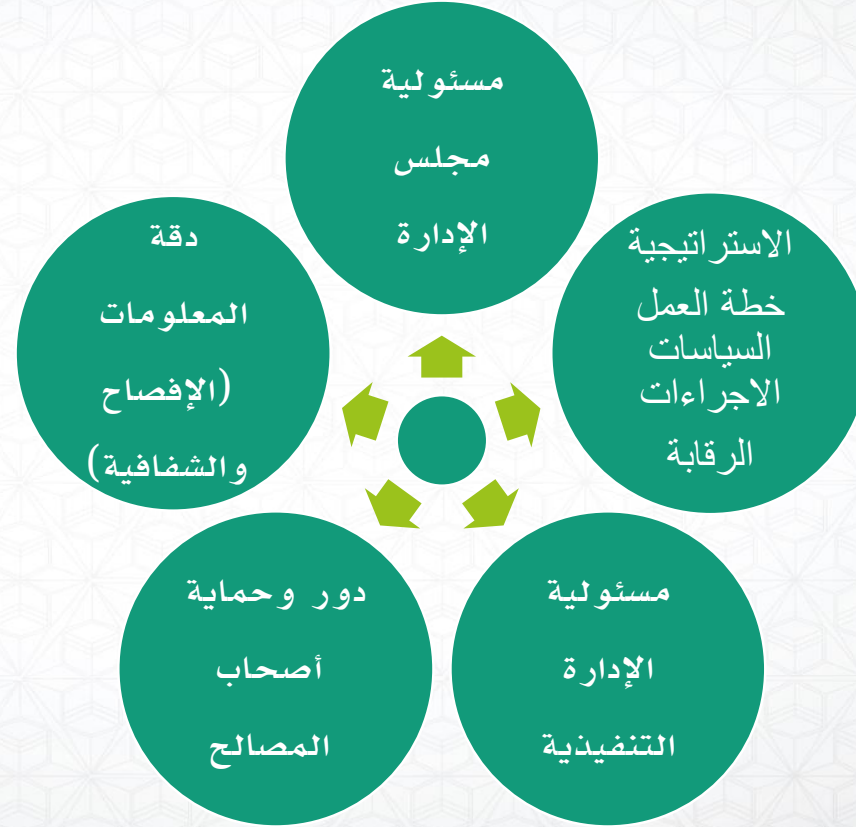 مسئولية
مجلس
الإدارة
الاستراتيجية
خطة العمل
السياسات
الاجراءات
الرقابة
مسئولية
الإدارة
التنفيذية
دور وحماية
أصحاب
المصالح
دقة
المعلومات
(الإفصاح
والشفافية)